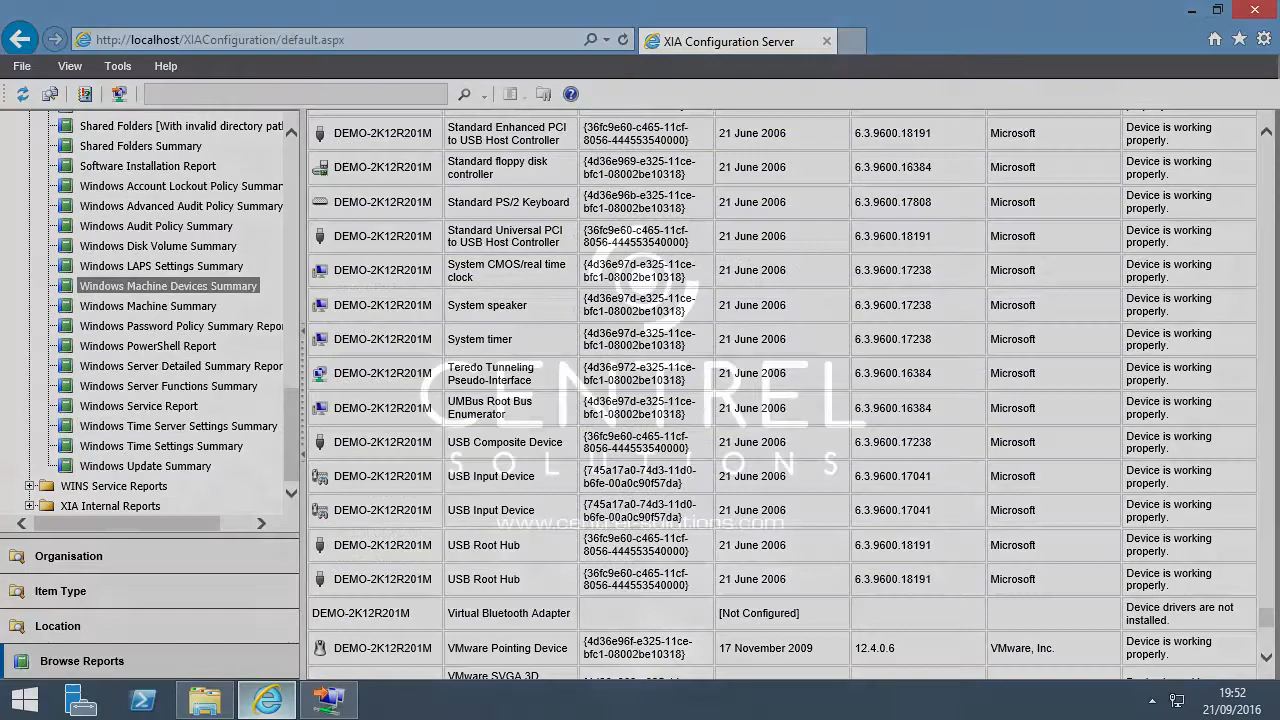 http://localhost/XIAConfiguration/default.aspx
XIA Configuration Server
File View Tools Help
Shared Folders [With invalid directory pat
Shared Folders Summary
Software Installation Report
Windows Account Lockout Policy Summar
Windows Advanced Audit Policy Summary
Windows Audit Policy Summary
Windows Disk Volume Summary
Windows LAPS Settings Summary
Windows Machine Devices Summary
Windows Machine Summary
Windows Password Policy Summary Repo
Windows PowerShell Report
Windows Server Detailed Summary Repor
Windows Server Functions Summary
Windows Service Report
Windows Time Server Settings Summary
Windows Time Settings Summary
Windows Update Summary
WINS Service Reports
XIA Internal Reports
Organisation
Item Type
Location
Browse Reports
DEMO-2K12R201M Standard Enhanced PCI to USB Host Controller {36fc9e60-c465-11cf-8056-444553540000} 21 June 2006 6.3.9600.18191 Microsoft Device is working properly.
DEMO-2K12R201M Standard floppy disk controller {4d36e969-e325-11ce-bfc1-08002be10318} 21 June 2006 6.3.9600.16384 Microsoft Device is working properly.
DEMO-2K12R201M Standard PS/2 Keyboard {4d36e96b-e325-11ce-bfc1-08002be10318} 21 June 2006 6.3.9600.17808 Microsoft Device is working properly.
DEMO-2K12R201M Standard Universal PCI to USB Host Controller {36fc9e60-c465-11cf-8056-444553540000} 21 June 2006 6.3.9600.18191 Microsoft Device is working properly.
DEMO-2K12R201M System CMOS/real time clock {4d36e97d-e325-11ce-bfc1-08002be10318} 21 June 2006 6.3.9600.17238 Microsoft Device is working properly.
DEMO-2K12R201M System speaker {4d36e97d-e325-11ce-bfc1-08002be10318} 21 June 2006 6.3.9600.17238 Microsoft Device is working properly.
DEMO-2K12R201M System timer {4d36e97d-e325-11ce-bfc1-08002be10318} 21 June 2006 6.3.9600.17238 Microsoft Device is working properly.
DEMO-2K12R201M Teredo Tunneling Pseudo-Interface {4d36e972-e325-11ce-bfc1-08002be10318} 21 June 2006 6.3.9600.16384 Microsoft Device is working properly.
DEMO-2K12R201M UMBus Root Bus Enumerator {4d36e97d-e325-11ce-bfc1-08002be10318} 21 June 2006 6.3.9600.16384 Microsoft Device is working properly.
DEMO-2K12R201M USB Composite Device {36fc9e60-c465-11cf-8056-444553540000} 21 June 2006 6.3.9600.17238 Microsoft Device is working properly.
DEMO-2K12R201M USB Input Device {745a17a0-74d3-11d0-b6fe-00a0c90f57da} 21 June 2006 6.3.9600.17041 Microsoft Device is working properly.
DEMO-2K12R201M USB Input Device {745a17a0-74d3-11d0-b6fe-00a0c90f57da} 21 June 2006 6.3.9600.17041 Microsoft Device is working properly.
DEMO-2K12R201M USB Root Hub {36fc9e60-c465-11cf-8056-444553540000} 21 June 2006 6.3.9600.18191 Microsoft Device is working properly.
DEMO-2K12R201M USB Root Hub {36fc9e60-c465-11cf-8056-444553540000} 21 June 2006 6.3.9600.18191 Microsoft Device is working properly.
DEMO-2K12R201M Virtual Bluetooth Adapter [Not Configured] Device drivers are not installed.
DEMO-2K12R201M VMware Pointing Device {4d36e96f-e325-11ce-bfc1-08002be10318} 17 November 2009 12.4.0.6 VMware, Inc. Device is working properly.
VMware SVGA 3D
CENTREL
SOLUTIONS
www.centrel-solutions.com
19:52
21/09/2016